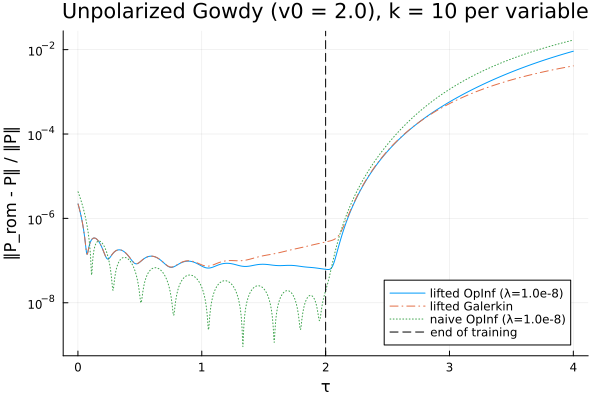 Unpolarized Gowdy (v0 = 2.0), k = 10 per variable
‖P_rom - P‖ / ‖P‖
10⁻²
10⁻⁴
10⁻⁶
10⁻⁸
lifted OpInf (λ=1.0e-8)
lifted Galerkin
naive OpInf (λ=1.0e-8)
end of training
0 1 2 3 4
τ